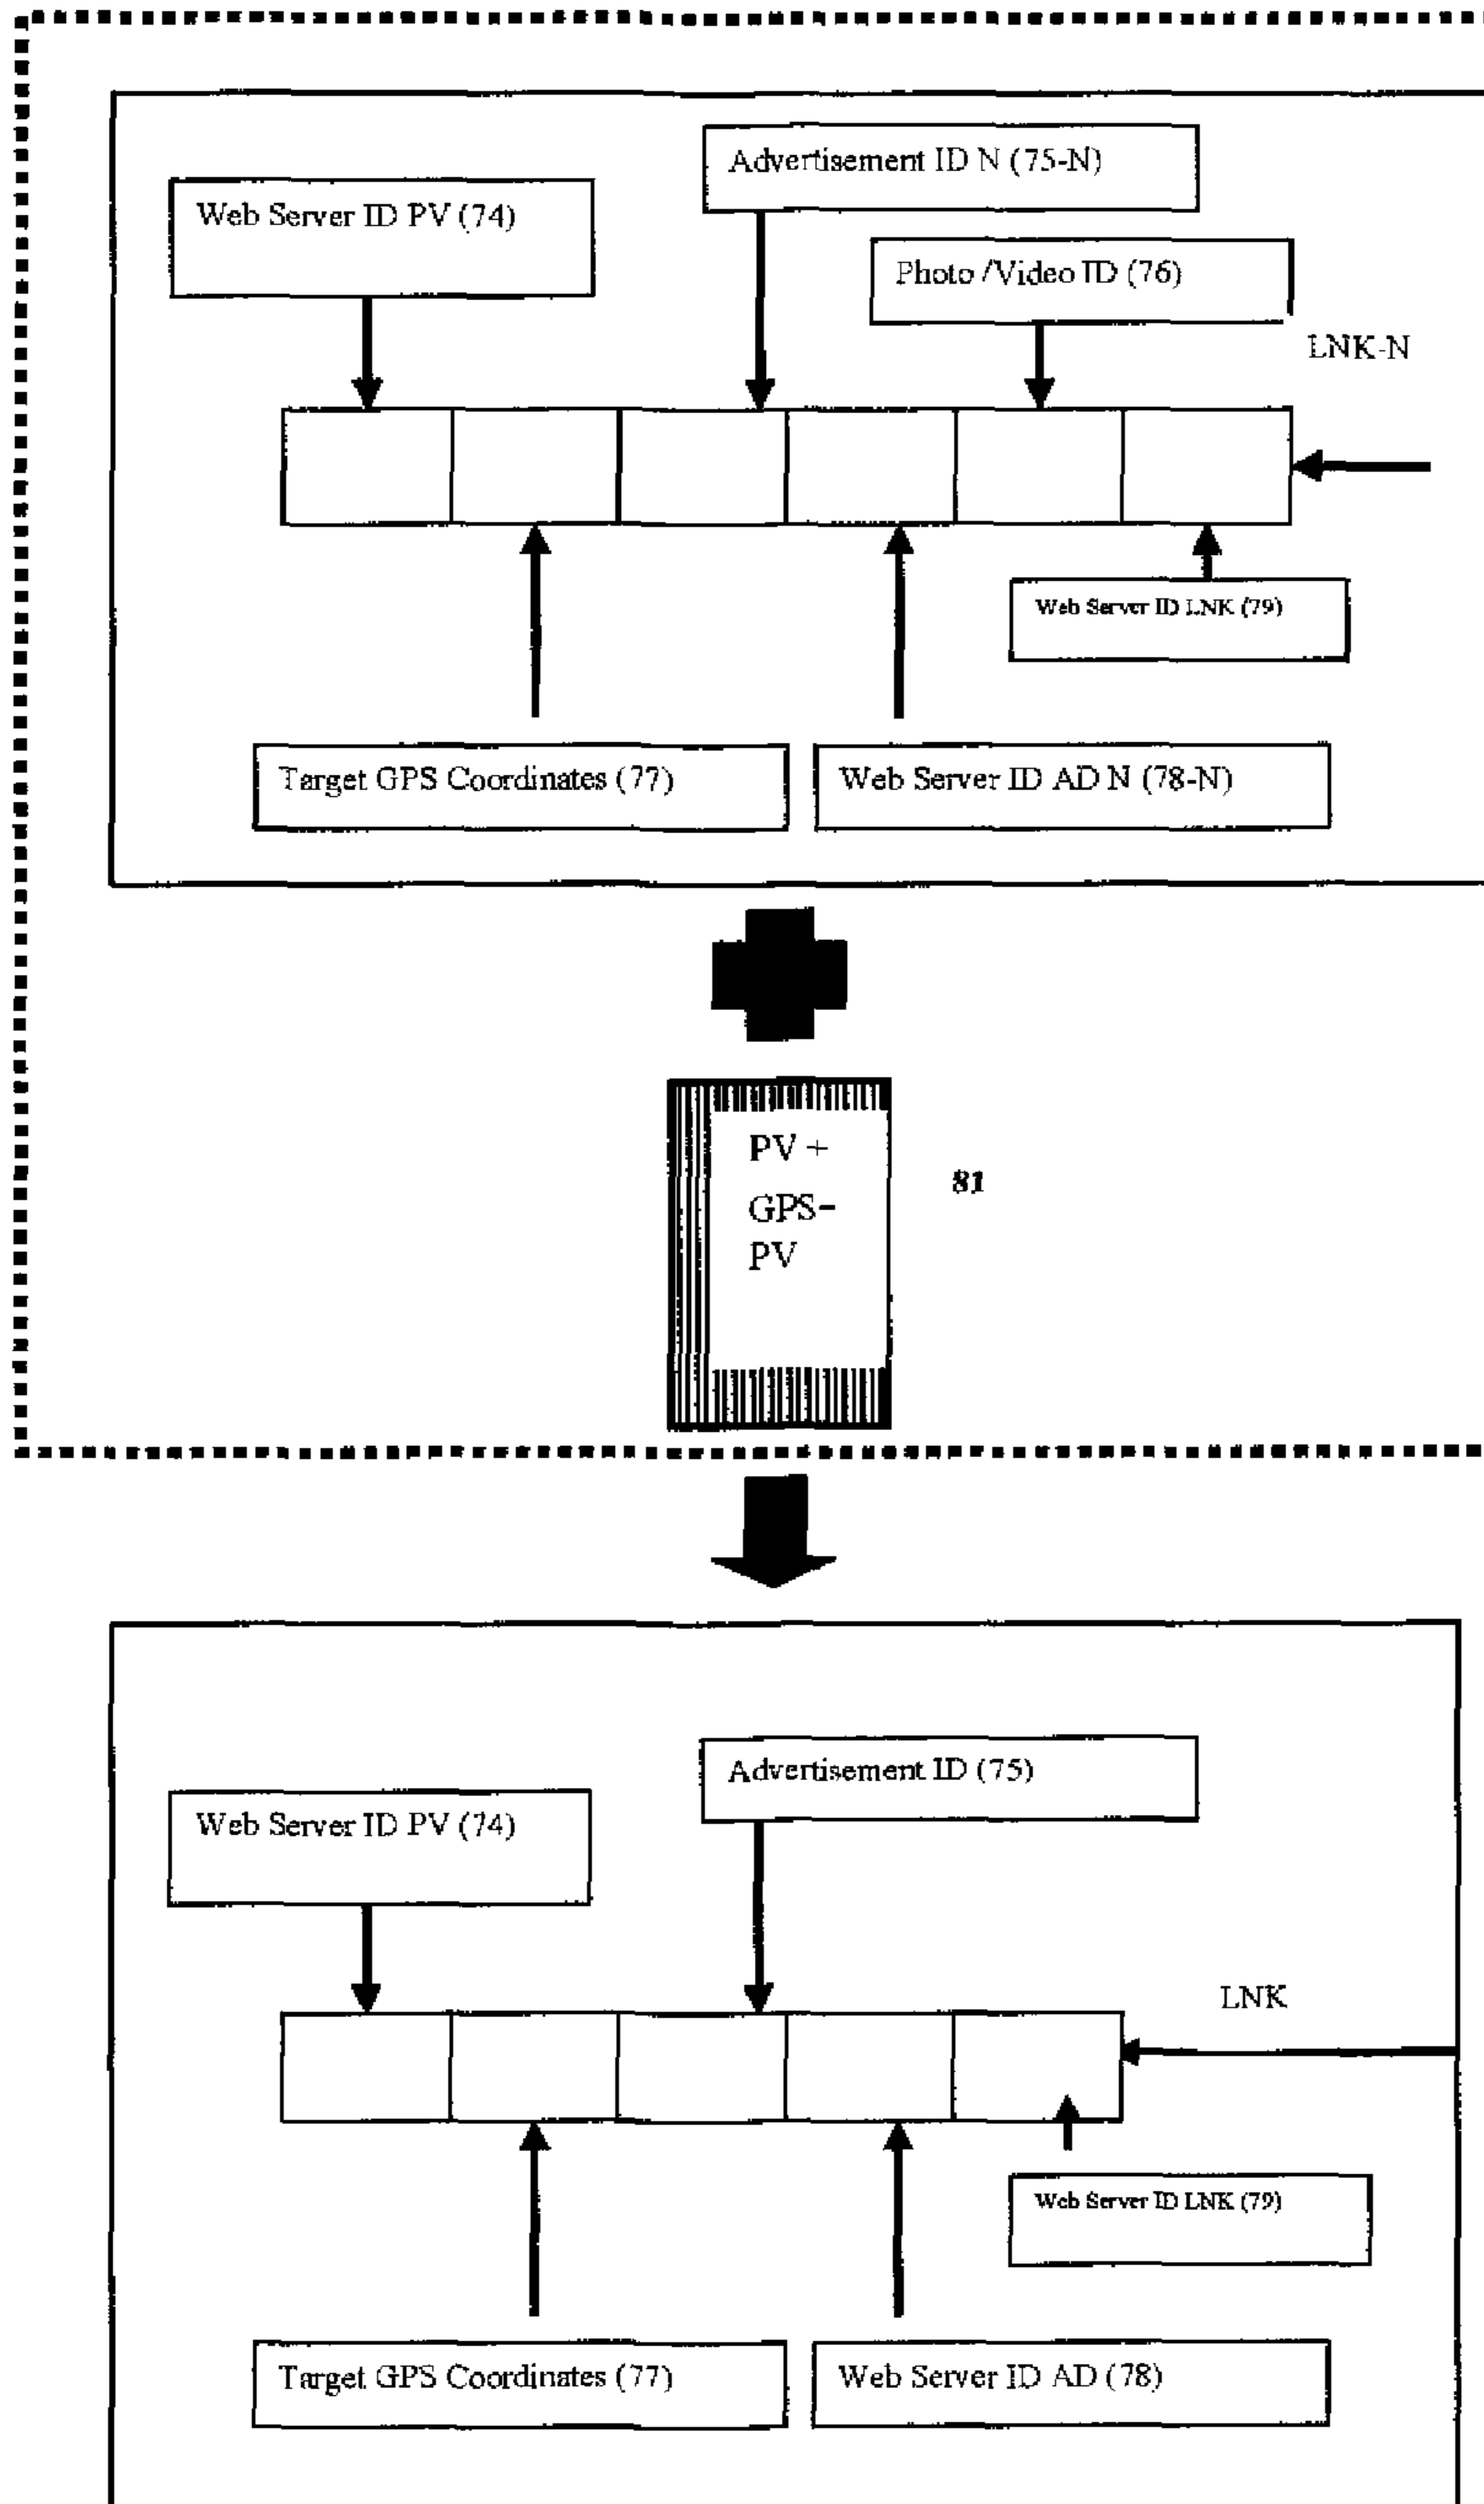 Advertisement ID N (75-N)
Web Server ID PV (74)
Photo /Video ID (76)
LNK-N
Web Server ID LNK (79)
Target GPS Coordinates (77)
Web Server ID AD N (78-N)
PV +
GPS-
PV
81
Advertisement ID (75)
Web Server ID PV (74)
LNK
Web Server ID LNK (79)
Target GPS Coordinates (77)
Web Server ID AD (78)